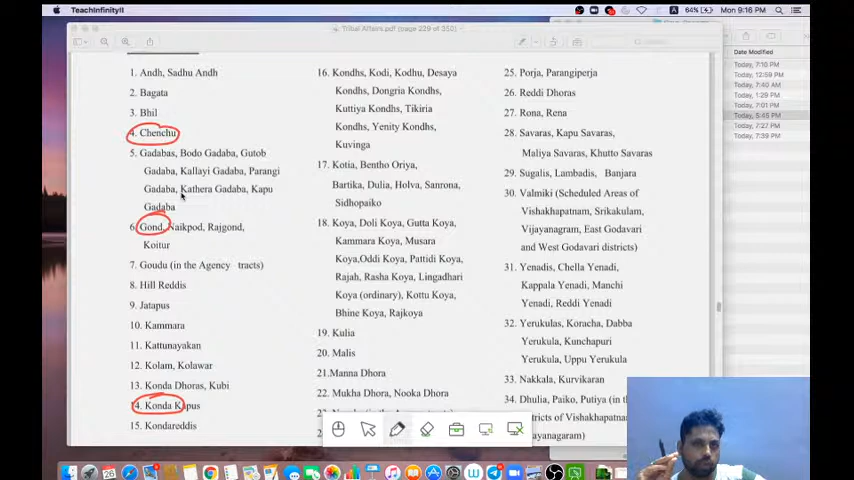 TeachInfinityII
64%
Mon 9:16 PM
Tribal Affairs.pdf (page 229 of 350)
Search
Date Modified
Today, 7:10 PM
Today, 12:59 PM
Today, 7:40 AM
Today, 1:29 PM
Today, 7:01 PM
Today, 5:45 PM
Today, 7:27 PM
Today, 7:39 PM
1. Andh, Sadhu Andh
2. Bagata
3. Bhil
4. Chenchu
5. Gadabas, Bodo Gadaba, Gutob
Gadaba, Kallayi Gadaba, Parangi
Gadaba, Kathera Gadaba, Kapu
Gadaba
6. Gond, Naikpod, Rajgond,
Koitur
7. Goudu (in the Agency tracts)
8. Hill Reddis
9. Jatapus
10. Kammara
11. Kattunayakan
12. Kolam, Kolawar
13. Konda Dhoras, Kubi
14. Konda Kapus
15. Kondareddis
16. Kondhs, Kodi, Kodhu, Desaya
Kondhs, Dongria Kondhs,
Kuttiya Kondhs, Tikiria
Kondhs, Yenity Kondhs,
Kuvinga
17. Kotia, Bentho Oriya,
Bartika, Dulia, Holva, Sanrona,
Sidhopaiko
18. Koya, Doli Koya, Gutta Koya,
Kammara Koya, Musara
Koya,Oddi Koya, Pattidi Koya,
Rajah, Rasha Koya, Lingadhari
Koya (ordinary), Kottu Koya,
Bhine Koya, Rajkoya
19. Kulia
20. Malis
21.Manna Dhora
22. Mukha Dhora, Nooka Dhora
25. Porja, Parangiperja
26. Reddi Dhoras
27. Rona, Rena
28. Savaras, Kapu Savaras,
Maliya Savaras, Khutto Savaras
29. Sugalis, Lambadis, Banjara
30. Valmiki (Scheduled Areas of
Vishakhapatnam, Srikakulam,
Vijayanagram, East Godavari
and West Godavari districts)
31. Yenadis, Chella Yenadi,
Kappala Yenadi, Manchi
Yenadi, Reddi Yenadi
32. Yerukulas, Koracha, Dabba
Yerukula, Kunchapuri
Yerukula, Uppu Yerukula
33. Nakkala, Kurvikaran
34. Dhulia, Paiko, Putiya (in the
districts of Vishakhapatnam